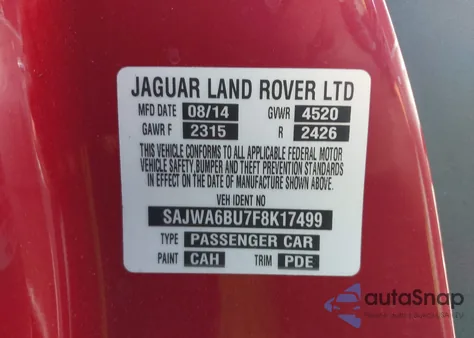 JAGUAR LAND ROVER LTD
MFD DATE 08/14 GVWR 4520
GAWR F 2315 R 2426
THIS VEHICLE CONFORMS TO ALL APPLICABLE FEDERAL MOTOR
VEHICLE SAFETY,BUMPER AND THEFT PREVENTION STANDARDS
IN EFFECT ON THE DATE OF MANUFACTURE SHOWN ABOVE.
VEH IDENT NO
SAJWA6BU7F8K17499
TYPE PASSENGER CAR
PAINT CAH TRIM PDE
autoSnap